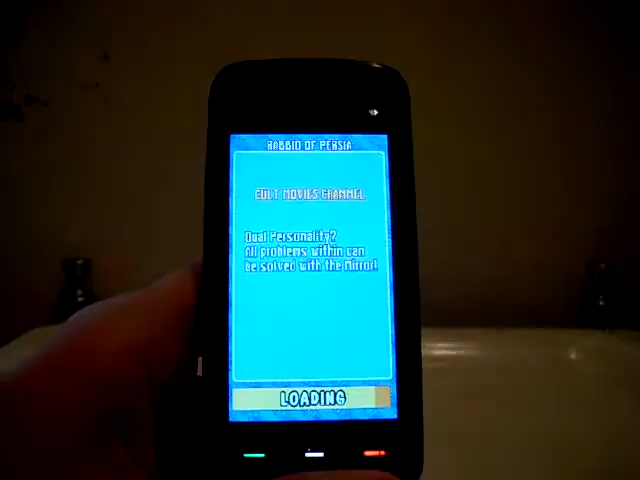 RABBID OF PERSIA
CULT MOVIES CHANNEL
Dual Personality?
All problems within can
be solved with the Mirror!
LOADING